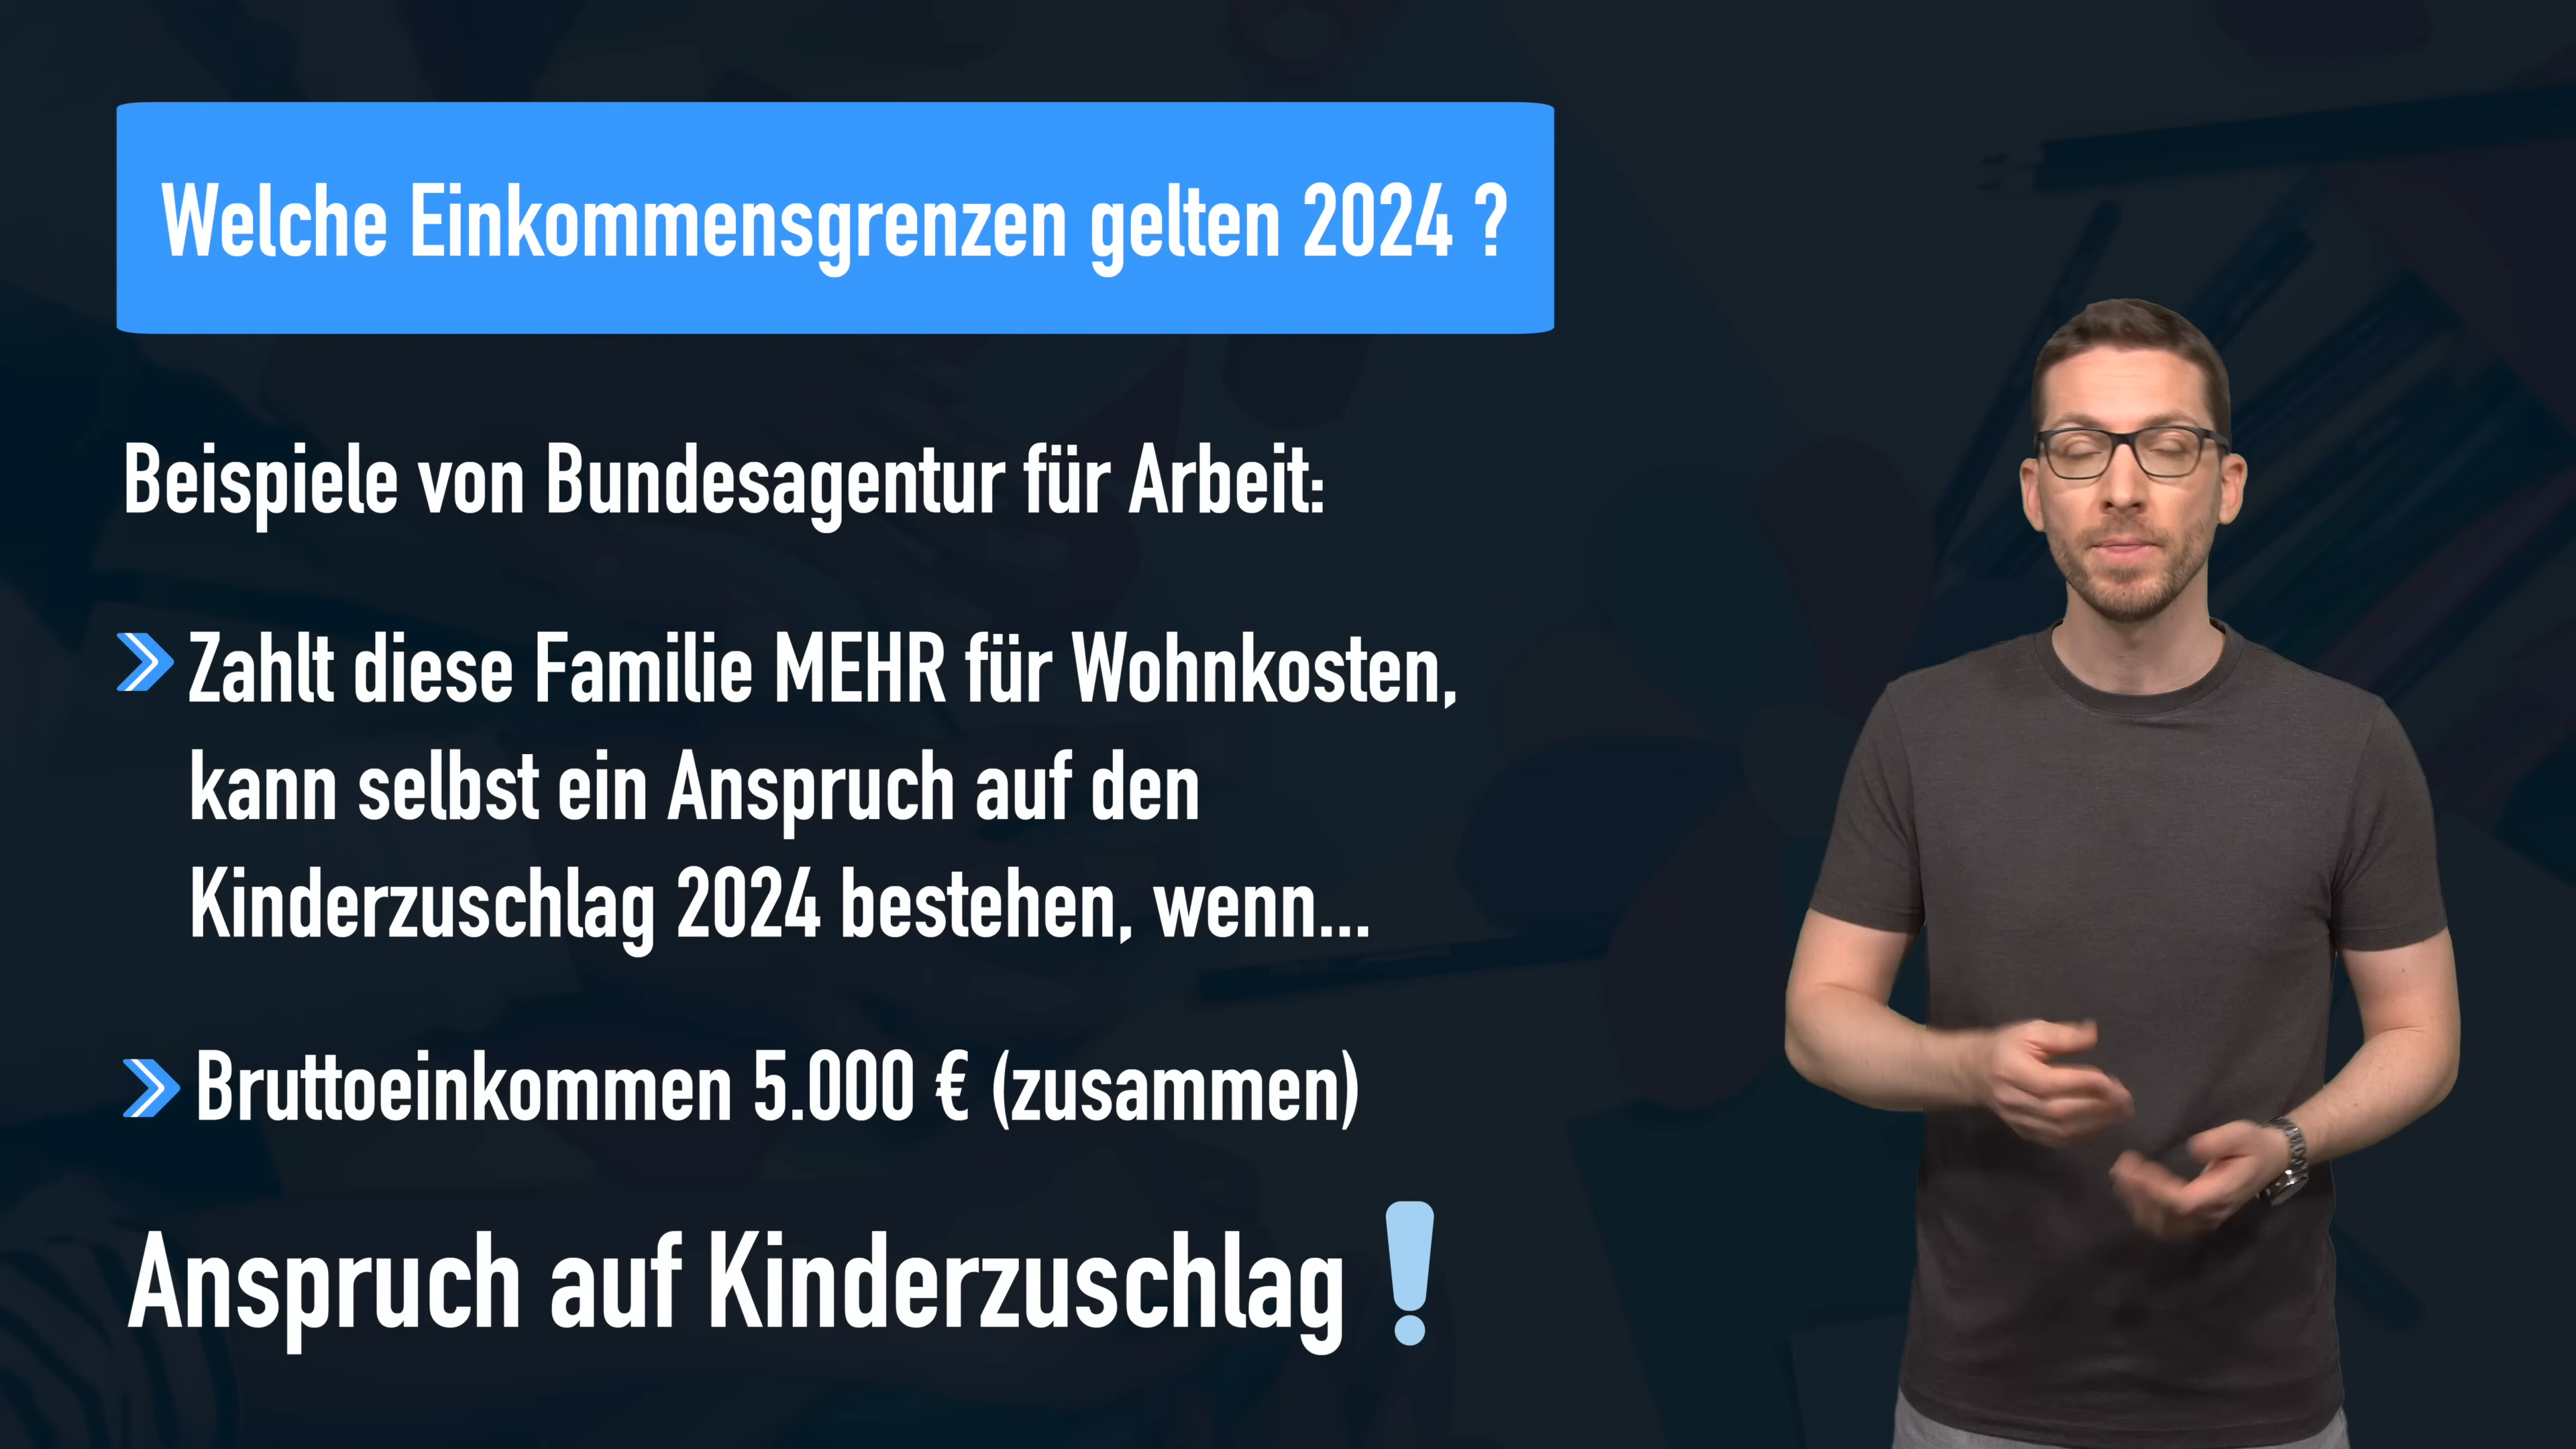 Welche Einkommensgrenzen gelten 2024 ?
Beispiele von Bundesagentur für Arbeit:
Zahlt diese Familie MEHR für Wohnkosten,
kann selbst ein Anspruch auf den
Kinderzuschlag 2024 bestehen, wenn...
Bruttoeinkommen 5.000 € (zusammen)
Anspruch auf Kinderzuschlag!